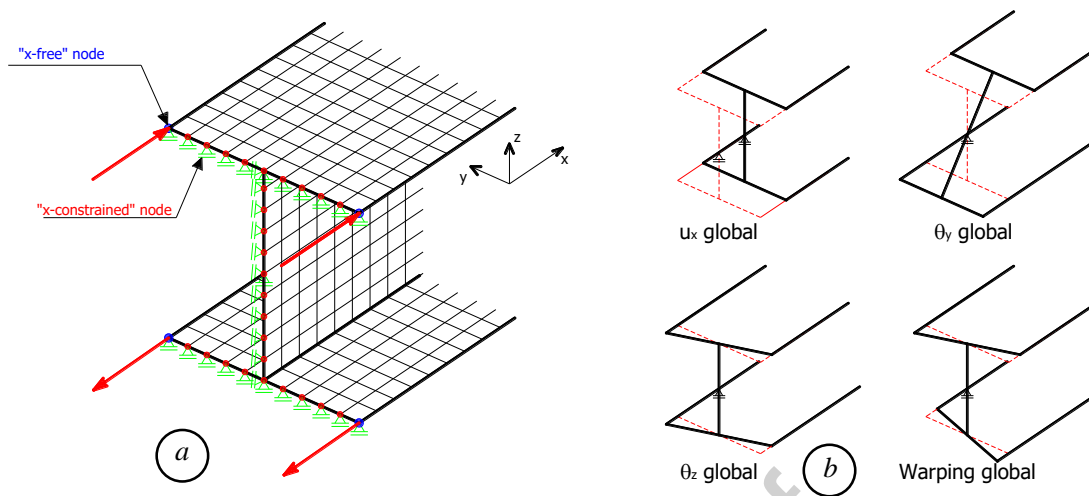 "x-free" node
z
x
y
"x-constrained" node
a
ux global
θy global
θz global
b
Warping global